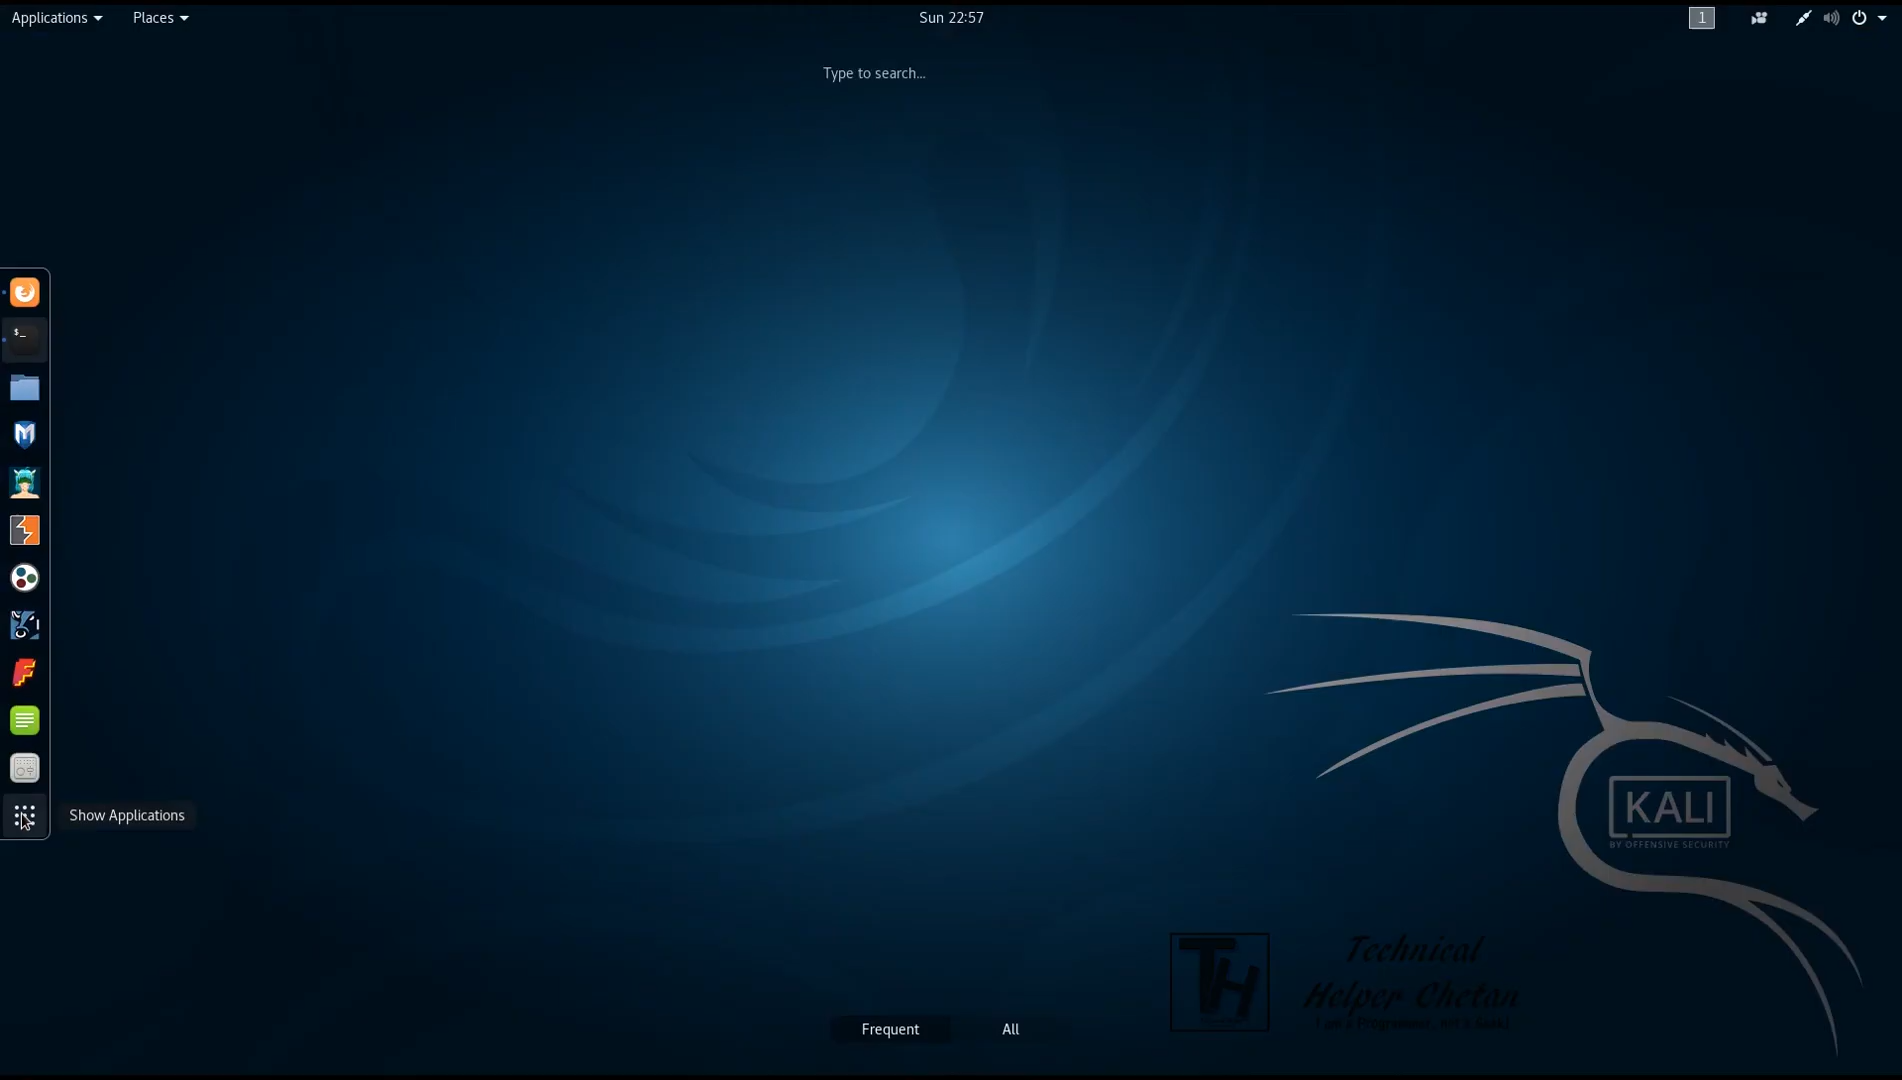 Applications
Places
Sun 22:57
1
Type to search...
$_
Show Applications
KALI
BY OFFENSIVE SECURITY
TH
Technical
Helper Chetan
Frequent
All